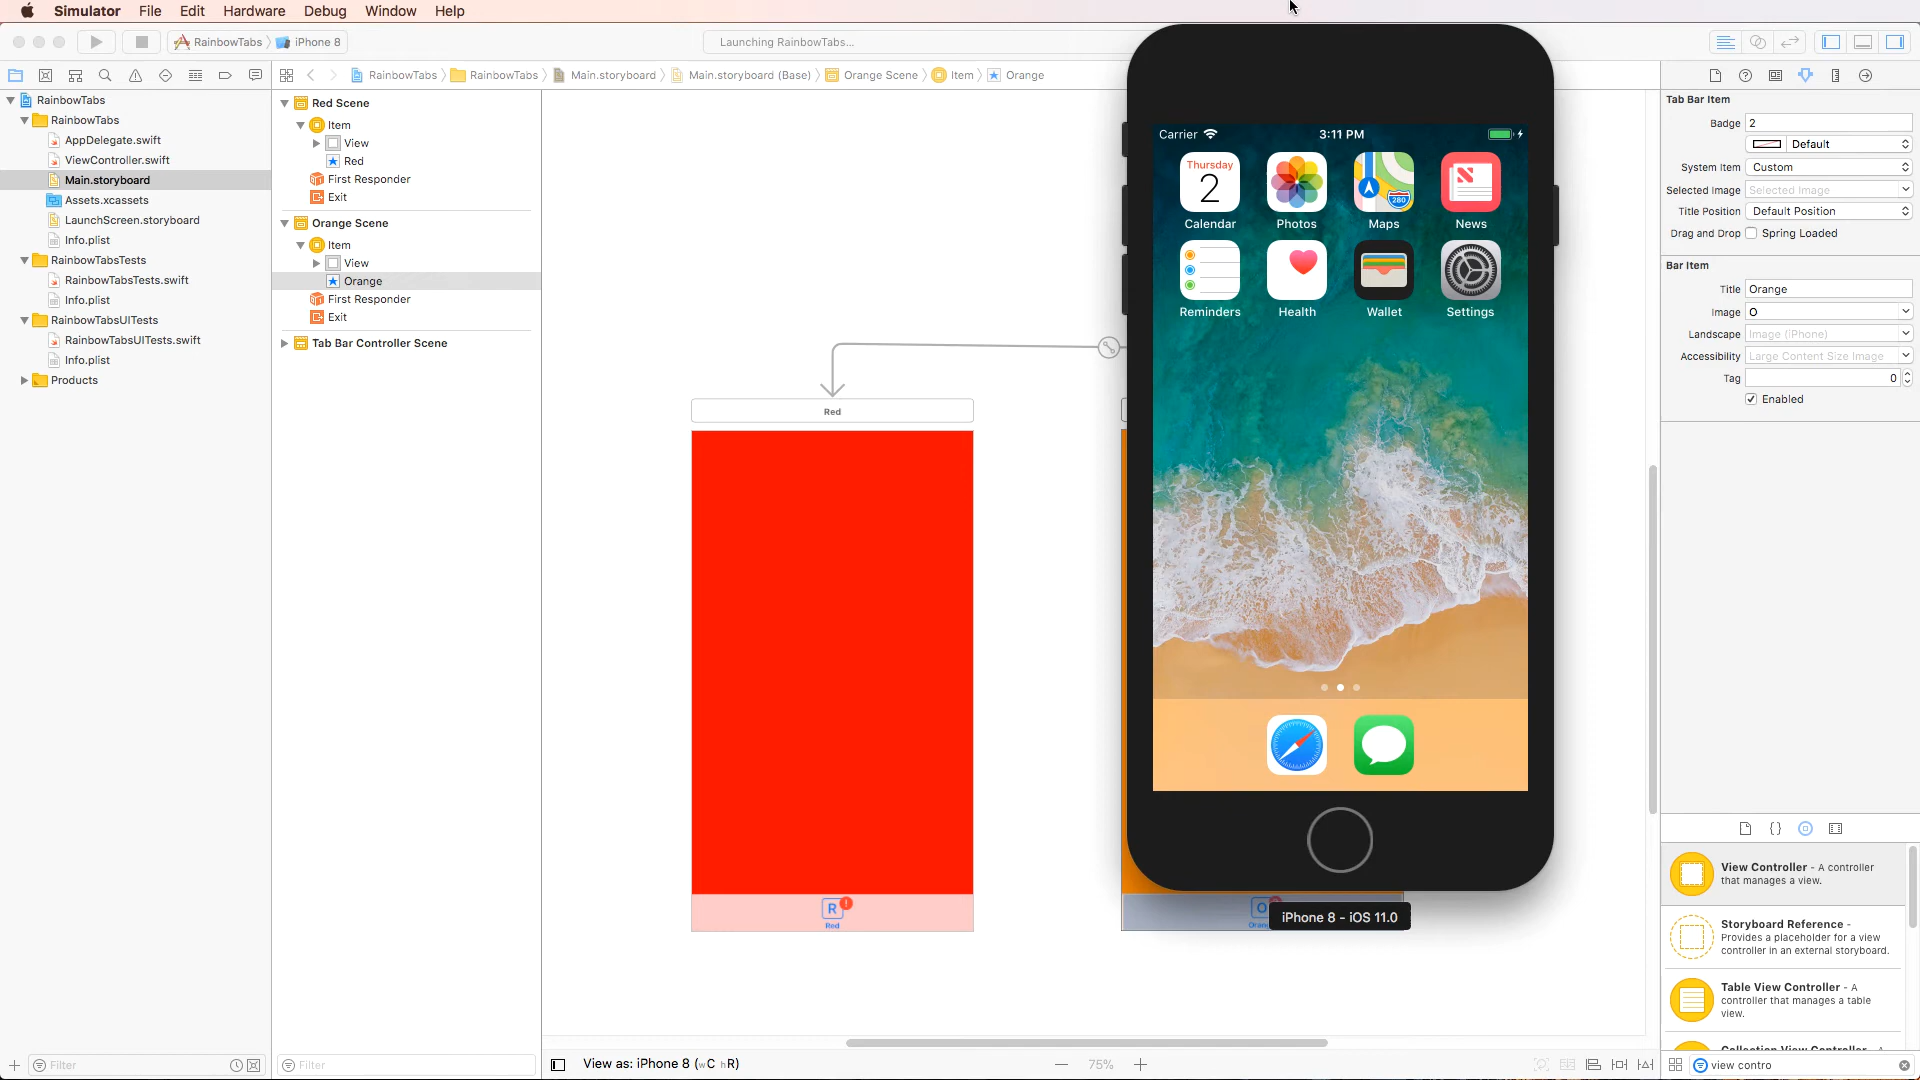 Simulator File Edit Hardware Debug Window Help
RainbowTabs iPhone 8
Launching RainbowTabs...
RainbowTabs RainbowTabs Main.storyboard Main.storyboard (Base) Orange Scene Item Orange
RainbowTabs
RainbowTabs
AppDelegate.swift
ViewController.swift
Main.storyboard
Assets.xcassets
LaunchScreen.storyboard
Info.plist
RainbowTabsTests
RainbowTabsTests.swift
Info.plist
RainbowTabsUITests
RainbowTabsUITests.swift
Info.plist
Products
Filter
Red Scene
Item
View
Red
First Responder
Exit
Orange Scene
Item
View
Orange
First Responder
Exit
Tab Bar Controller Scene
Filter
Red
R !
Red
O
View as: iPhone 8 (wC hR)
75%
Carrier 3:11 PM
Thursday
2
280
Calendar Photos Maps News
Reminders Health Wallet Settings
iPhone 8 - iOS 11.0
Tab Bar Item
Badge 2
Default
System Item Custom
Selected Image Selected Image
Title Position Default Position
Drag and Drop Spring Loaded
Bar Item
Title Orange
Image O
Landscape Image (iPhone)
Accessibility Large Content Size Image
Tag 0
Enabled
{ }
View Controller - A controller
that manages a view.
Storyboard Reference -
Provides a placeholder for a view
controller in an external storyboard.
Table View Controller - A
controller that manages a table
view.
Collection View Controller - A
view contro